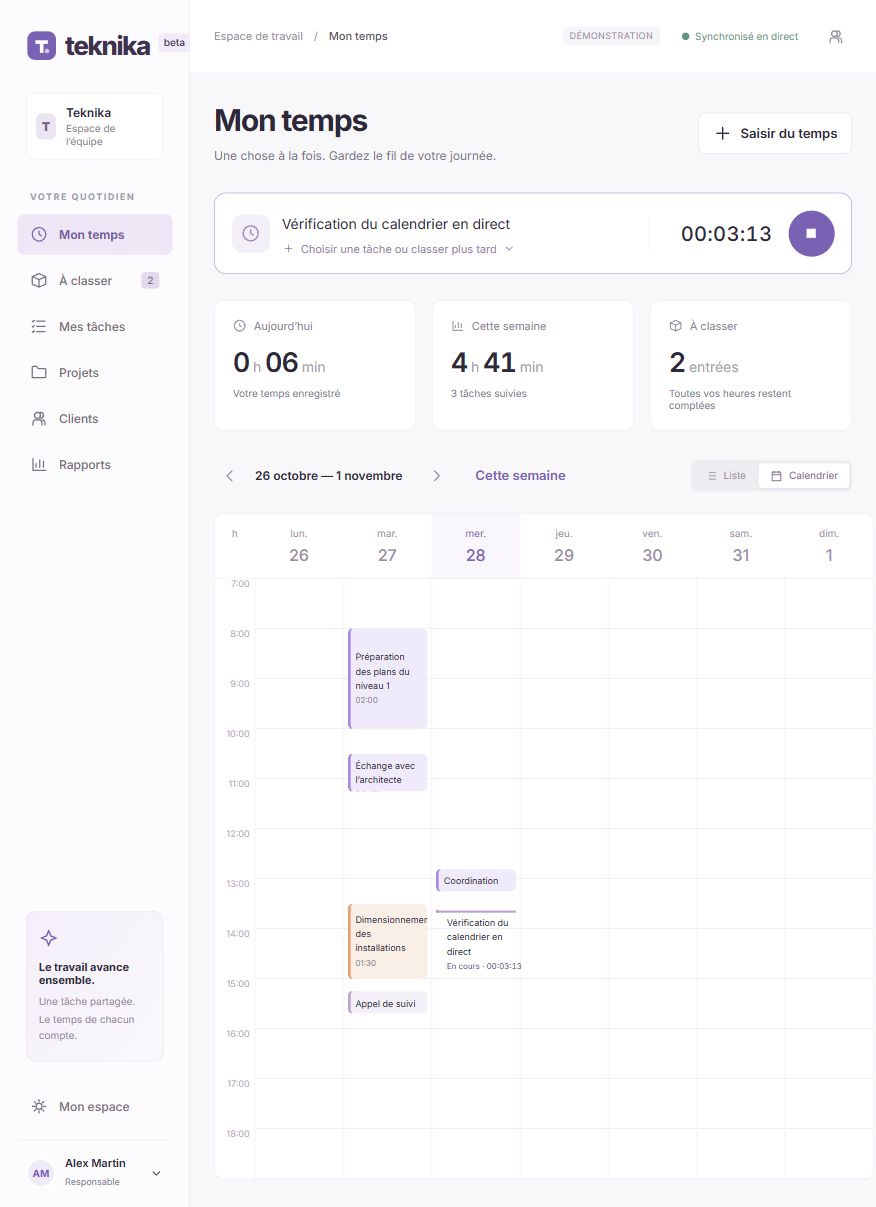 teknika beta
T
Teknika
Espace de
l'équipe
VOTRE QUOTIDIEN
Mon temps
À classer 2
Mes tâches
Projets
Clients
Rapports
Le travail avance
ensemble.
Une tâche partagée.
Le temps de chacun
compte.
Mon espace
AM
Alex Martin
Responsable
Espace de travail / Mon temps
DÉMONSTRATION
Synchronisé en direct
Mon temps
Une chose à la fois. Gardez le fil de votre journée.
+ Saisir du temps
Vérification du calendrier en direct
+ Choisir une tâche ou classer plus tard
00:03:13
Aujourd'hui
0 h 06 min
Votre temps enregistré
Cette semaine
4 h 41 min
3 tâches suivies
À classer
2 entrées
Toutes vos heures restent
comptées
26 octobre — 1 novembre
Cette semaine
Liste
Calendrier
h lun. mar. mer. jeu. ven. sam. dim.
26 27 28 29 30 31 1
7:00
8:00
Préparation
des plans du
niveau 1
02:00
9:00
10:00
Échange avec
l'architecte
11:00
12:00
13:00
Coordination
Dimensionnemer
des
installations
01:30
Vérification du
calendrier en
direct
En cours · 00:03:13
14:00
15:00
Appel de suivi
16:00
17:00
18:00